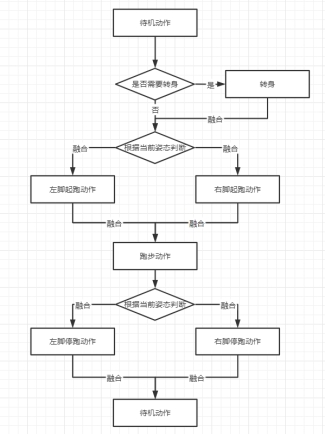 待机动作
是否需要转身
是
转身
否
融合
根据当前姿态判断
融合
融合
左脚起跑动作
右脚起跑动作
融合
融合
跑步动作
根据当前姿态判断
融合
融合
左脚停跑动作
右脚停跑动作
融合
融合
待机动作